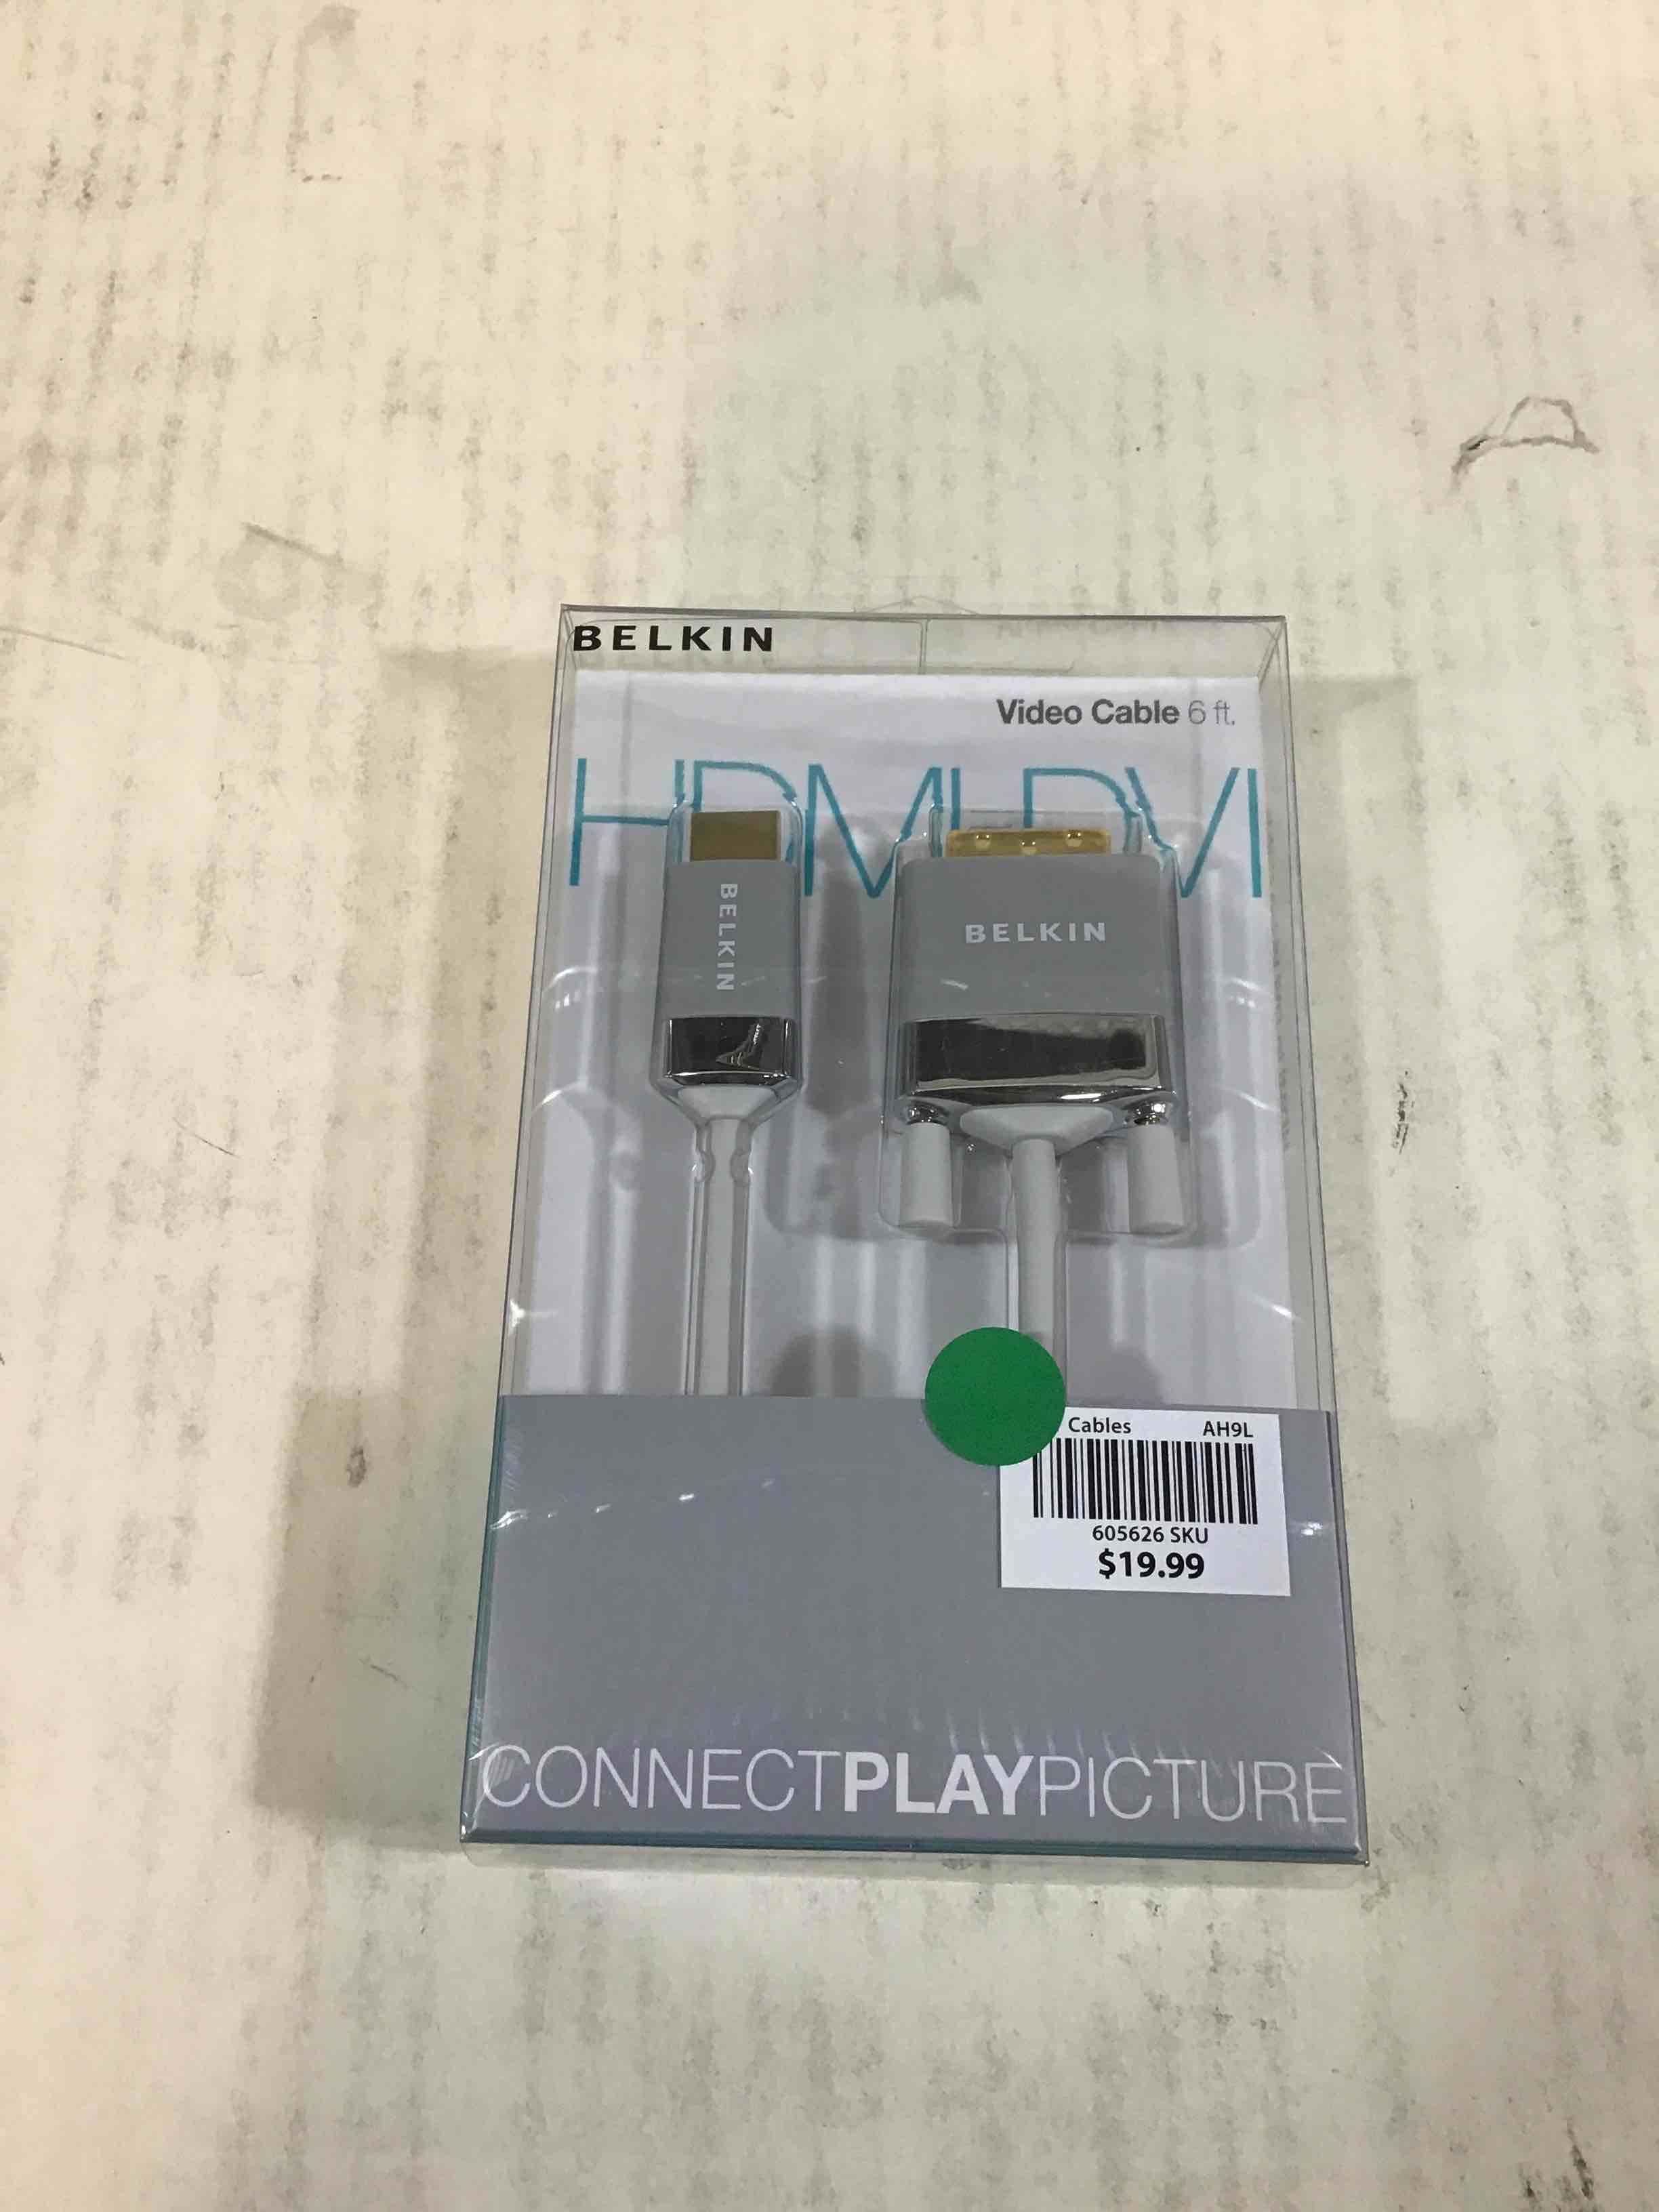 BELKIN
Video Cable 6 ft.
HDMI DVI
BELKIN
BELKIN
Cables AH9L
605626 SKU
$19.99
CONNECTPLAYPICTURE